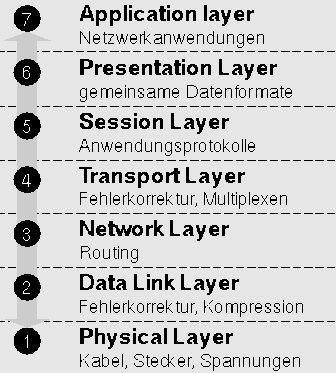 7 Application layer
Netzwerkanwendungen
6 Presentation Layer
gemeinsame Datenformate
5 Session Layer
Anwendungsprotokolle
4 Transport Layer
Fehlerkorrektur, Multiplexen
3 Network Layer
Routing
2 Data Link Layer
Fehlerkorrektur, Kompression
1 Physical Layer
Kabel, Stecker, Spannungen